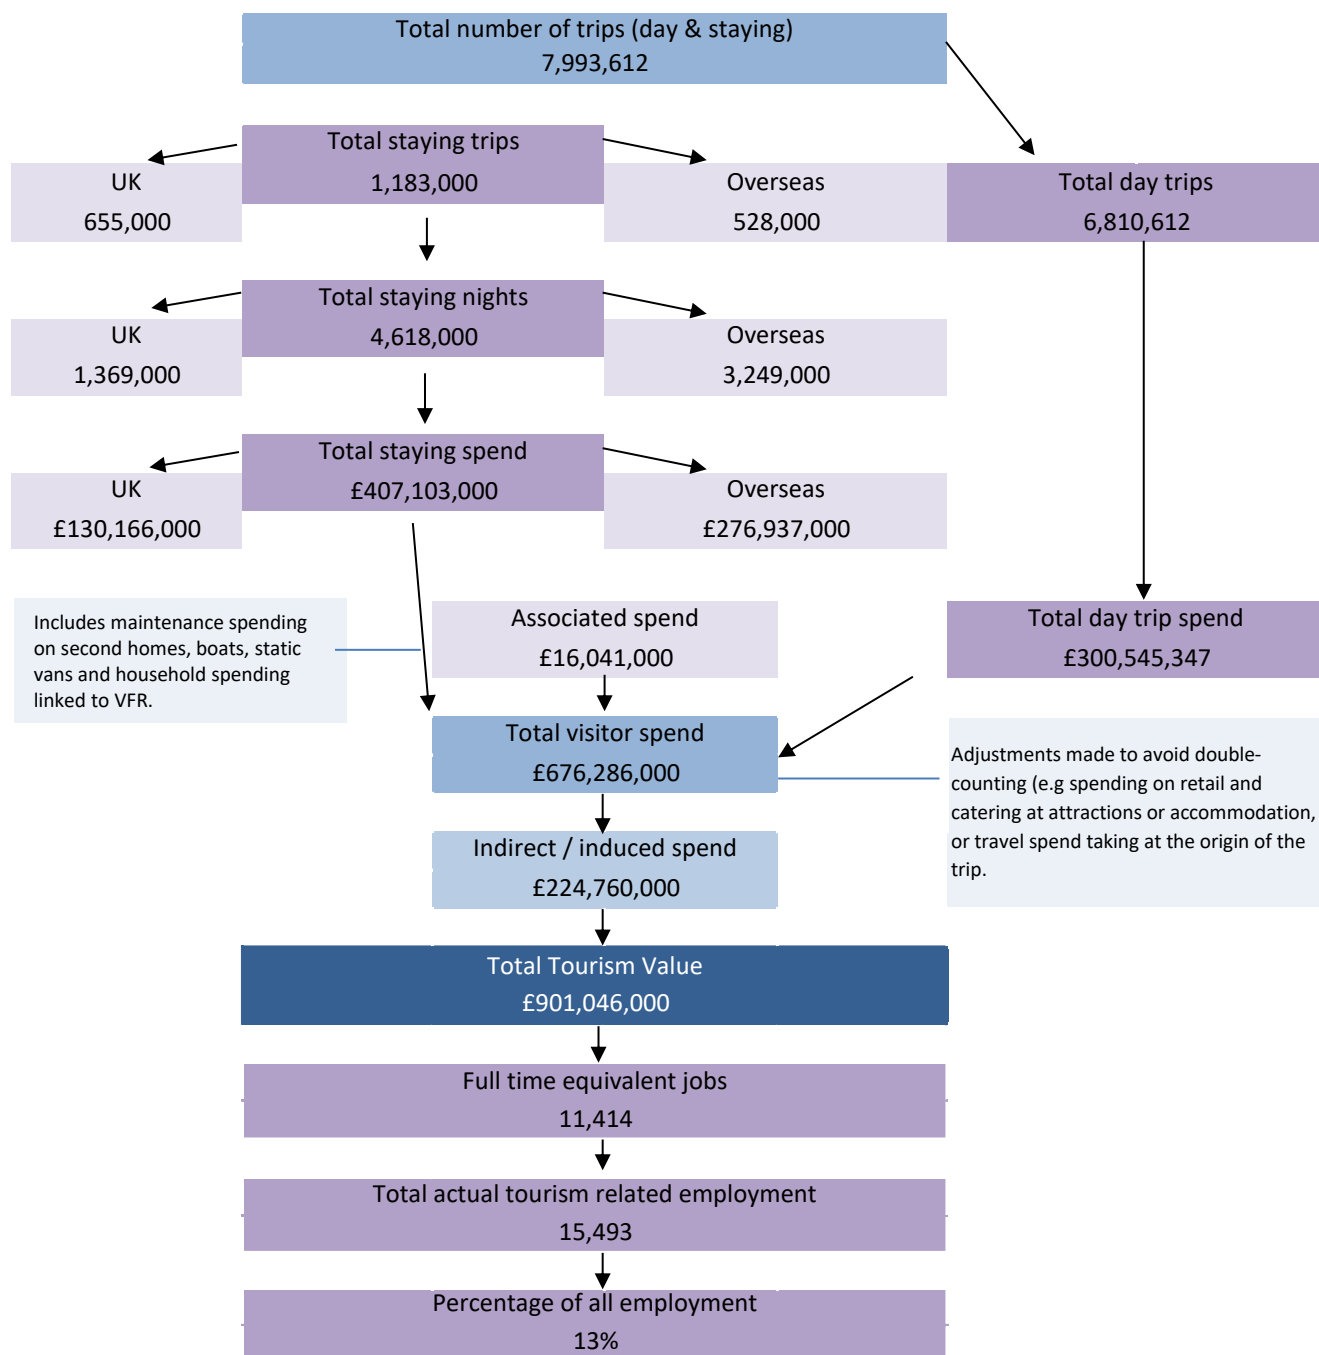 Total number of trips (day & staying)
7,993,612
Total staying trips
1,183,000
UK
655,000
Overseas
528,000
Total day trips
6,810,612
Total staying nights
4,618,000
UK
1,369,000
Overseas
3,249,000
Total staying spend
£407,103,000
UK
£130,166,000
Overseas
£276,937,000
Includes maintenance spending
on second homes, boats, static
vans and household spending
linked to VFR.
Associated spend
£16,041,000
Total day trip spend
£300,545,347
Total visitor spend
£676,286,000
Adjustments made to avoid double-
counting (e.g spending on retail and
catering at attractions or accommodation,
or travel spend taking at the origin of the
trip.
Indirect / induced spend
£224,760,000
Total Tourism Value
£901,046,000
Full time equivalent jobs
11,414
Total actual tourism related employment
15,493
Percentage of all employment
13%